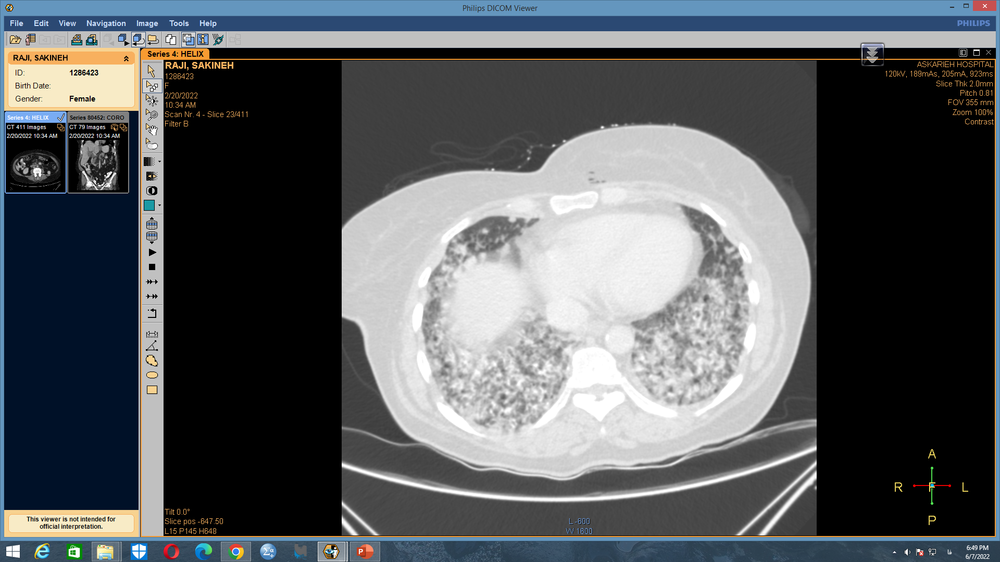 Philips DICOM Viewer
File Edit View Navigation Image Tools Help
PHILIPS
RAJI, SAKINEH
ID: 1286423
Birth Date:
Gender: Female
Series 4: HELIX
CT 411 Images
2/20/2022 10:34 AM
Series 80452: CORO
CT 79 Images
2/20/2022 10:34 AM
This viewer is not intended for
official interpretation.
Series 4: HELIX
RAJI, SAKINEH
1286423
F
2/20/2022
10:34 AM
Scan Nr. 4 - Slice 23/411
Filter B
ASKARIEH HOSPITAL
120kV, 189mAs, 205mA, 923ms
Slice Thk 2.0mm
Pitch 0.81
FOV 355 mm
Zoom 100%
Contrast
A
R F L
P
Tilt 0.0°
Slice pos -647.50
L15 P145 H648
L -600
W 1600
6:49 PM
6/7/2022